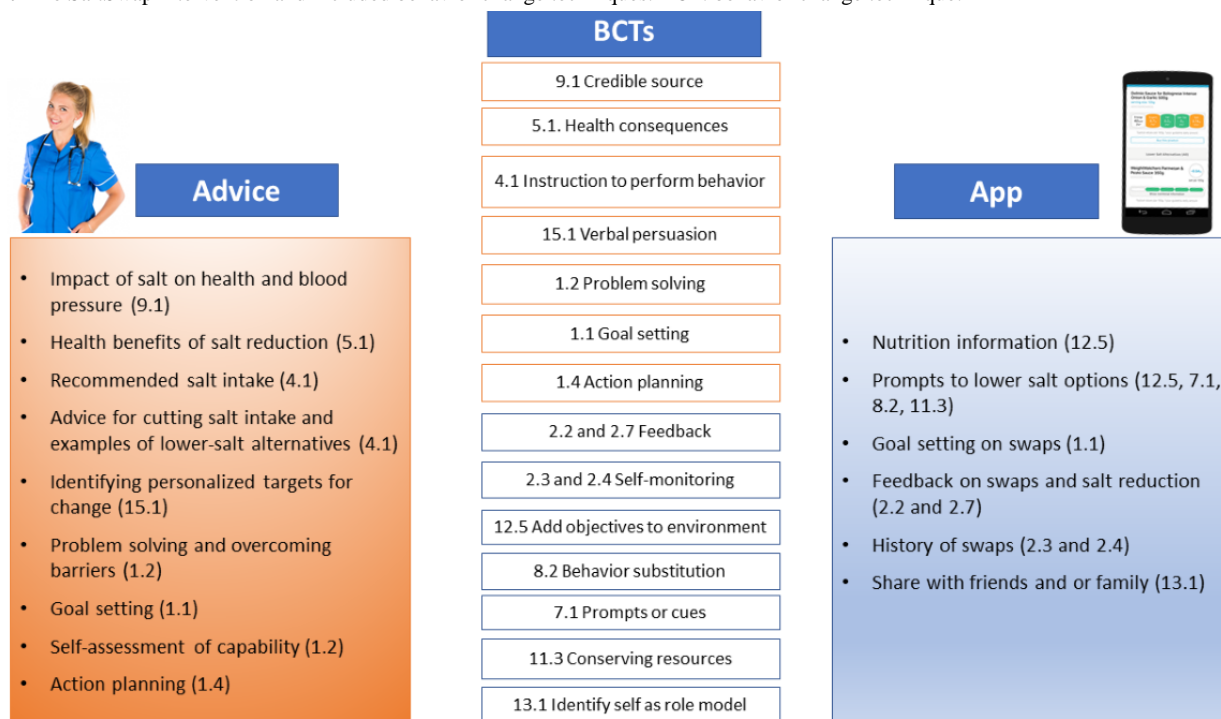 BCTs
9.1 Credible source
5.1. Health consequences
4.1 Instruction to perform behavior
15.1 Verbal persuasion
1.2 Problem solving
1.1 Goal setting
1.4 Action planning
2.2 and 2.7 Feedback
2.3 and 2.4 Self-monitoring
12.5 Add objectives to environment
8.2 Behavior substitution
7.1 Prompts or cues
11.3 Conserving resources
13.1 Identify self as role model
Advice
• Impact of salt on health and blood
pressure (9.1)
• Health benefits of salt reduction (5.1)
• Recommended salt intake (4.1)
• Advice for cutting salt intake and
examples of lower-salt alternatives (4.1)
• Identifying personalized targets for
change (15.1)
• Problem solving and overcoming
barriers (1.2)
• Goal setting (1.1)
• Self-assessment of capability (1.2)
• Action planning (1.4)
App
• Nutrition information (12.5)
• Prompts to lower salt options (12.5, 7.1,
8.2, 11.3)
• Goal setting on swaps (1.1)
• Feedback on swaps and salt reduction
(2.2 and 2.7)
• History of swaps (2.3 and 2.4)
• Share with friends and or family (13.1)